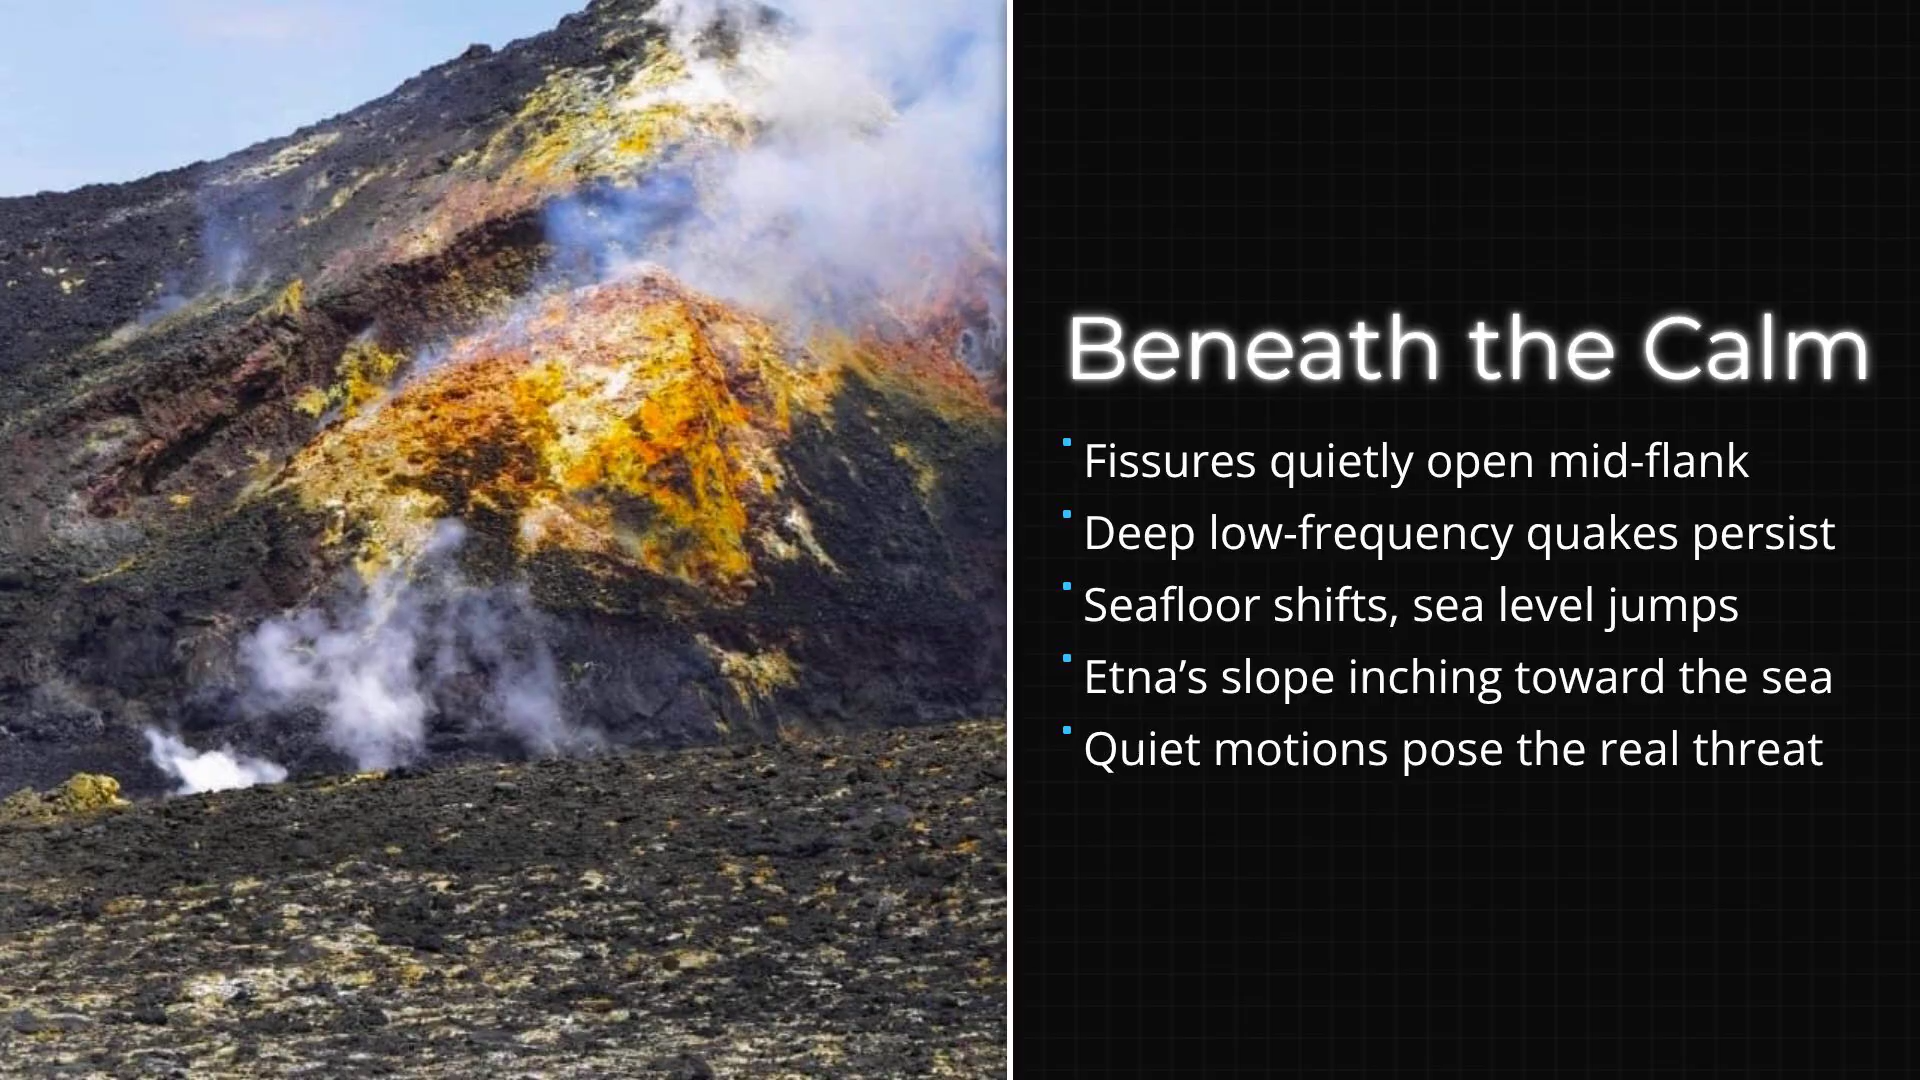 Beneath the Calm
Fissures quietly open mid-flank
Deep low-frequency quakes persist
Seafloor shifts, sea level jumps
Etna’s slope inching toward the sea
Quiet motions pose the real threat